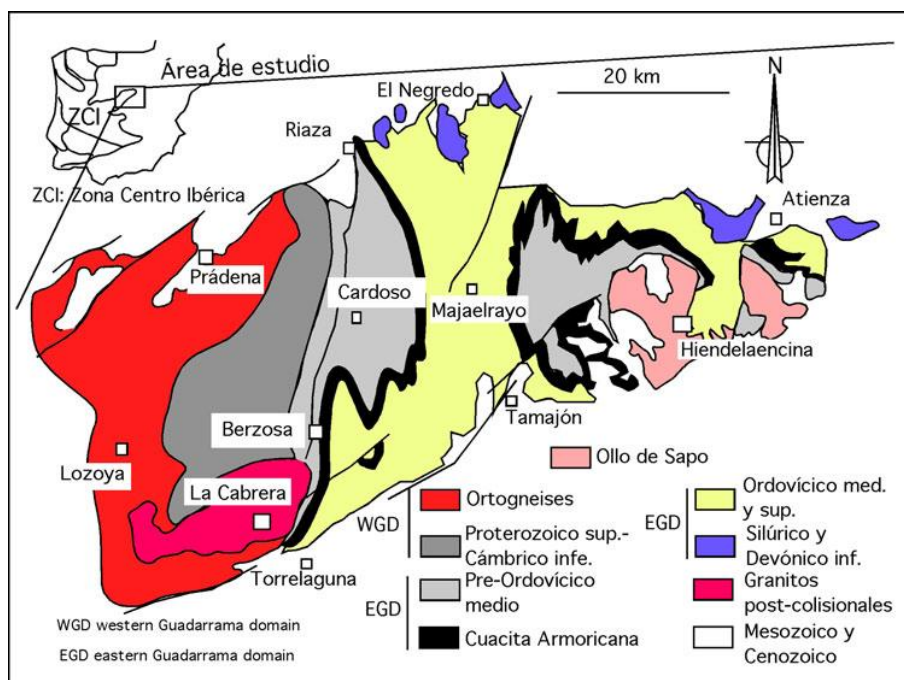 Área de estudio
20 km
N
El Negredo
ZCI
Riaza
Atienza
ZCI: Zona Centro Ibérica
Prádena
Cardoso
Majaelrayo
Hiendelaencina
Tamajón
Berzosa
Lozoya
La Cabrera
Torrelaguna
Ollo de Sapo
WGD
Ortogneises
Proterozoico sup.-
Cámbrico infe.
EGD
Pre-Ordovícico
medio
Cuacita Armoricana
EGD
Ordovícico med.
y sup.
Silúrico y
Devónico inf.
Granitos
post-colisionales
Mesozoico y
Cenozoico
WGD western Guadarrama domain
EGD eastern Guadarrama domain